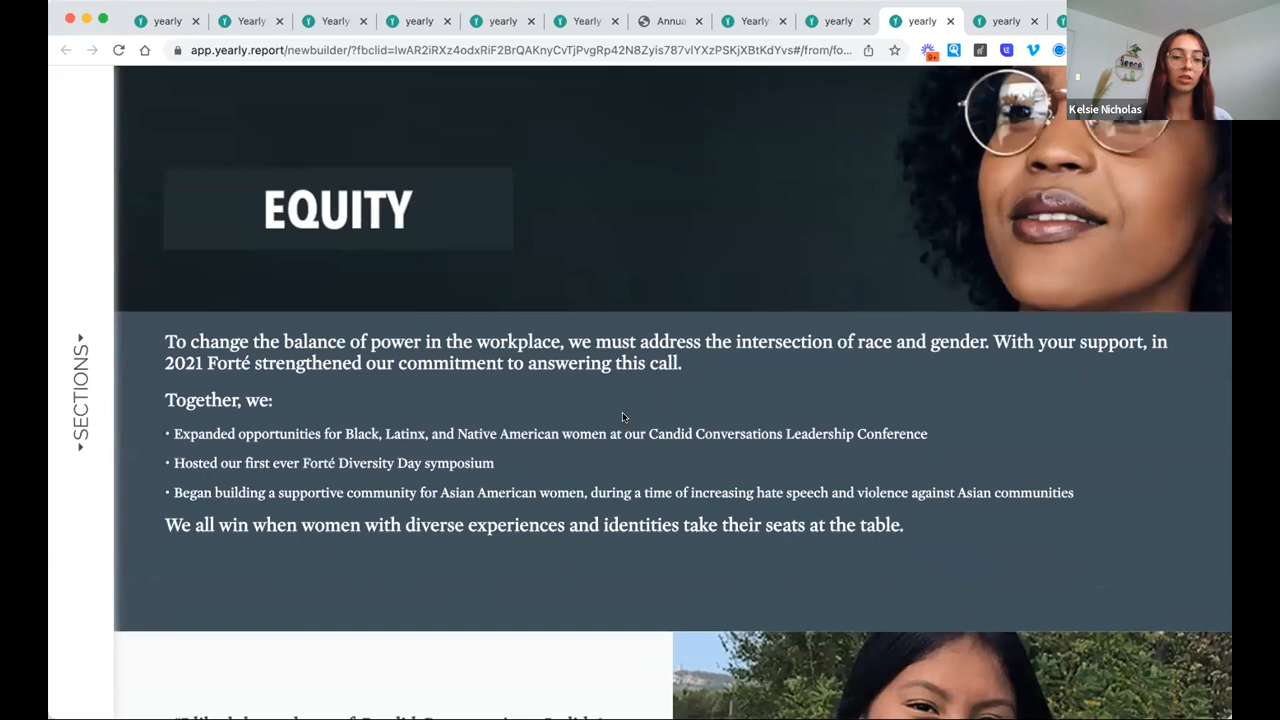 yearly
Yearly
Yearly
yearly
yearly
Yearly
Annua
Yearly
yearly
yearly
yearly
app.yearly.report/newbuilder/?fbclid=IwAR2iRXz4odxRiF2BrQAKnyCvTjPvgRp42N8Zyis787vlYXzPSKjXBtKdYvs#/from/fo...
Kelsie Nicholas
EQUITY
SECTIONS
To change the balance of power in the workplace, we must address the intersection of race and gender. With your support, in
2021 Forté strengthened our commitment to answering this call.
Together, we:
• Expanded opportunities for Black, Latinx, and Native American women at our Candid Conversations Leadership Conference
• Hosted our first ever Forté Diversity Day symposium
• Began building a supportive community for Asian American women, during a time of increasing hate speech and violence against Asian communities
We all win when women with diverse experiences and identities take their seats at the table.